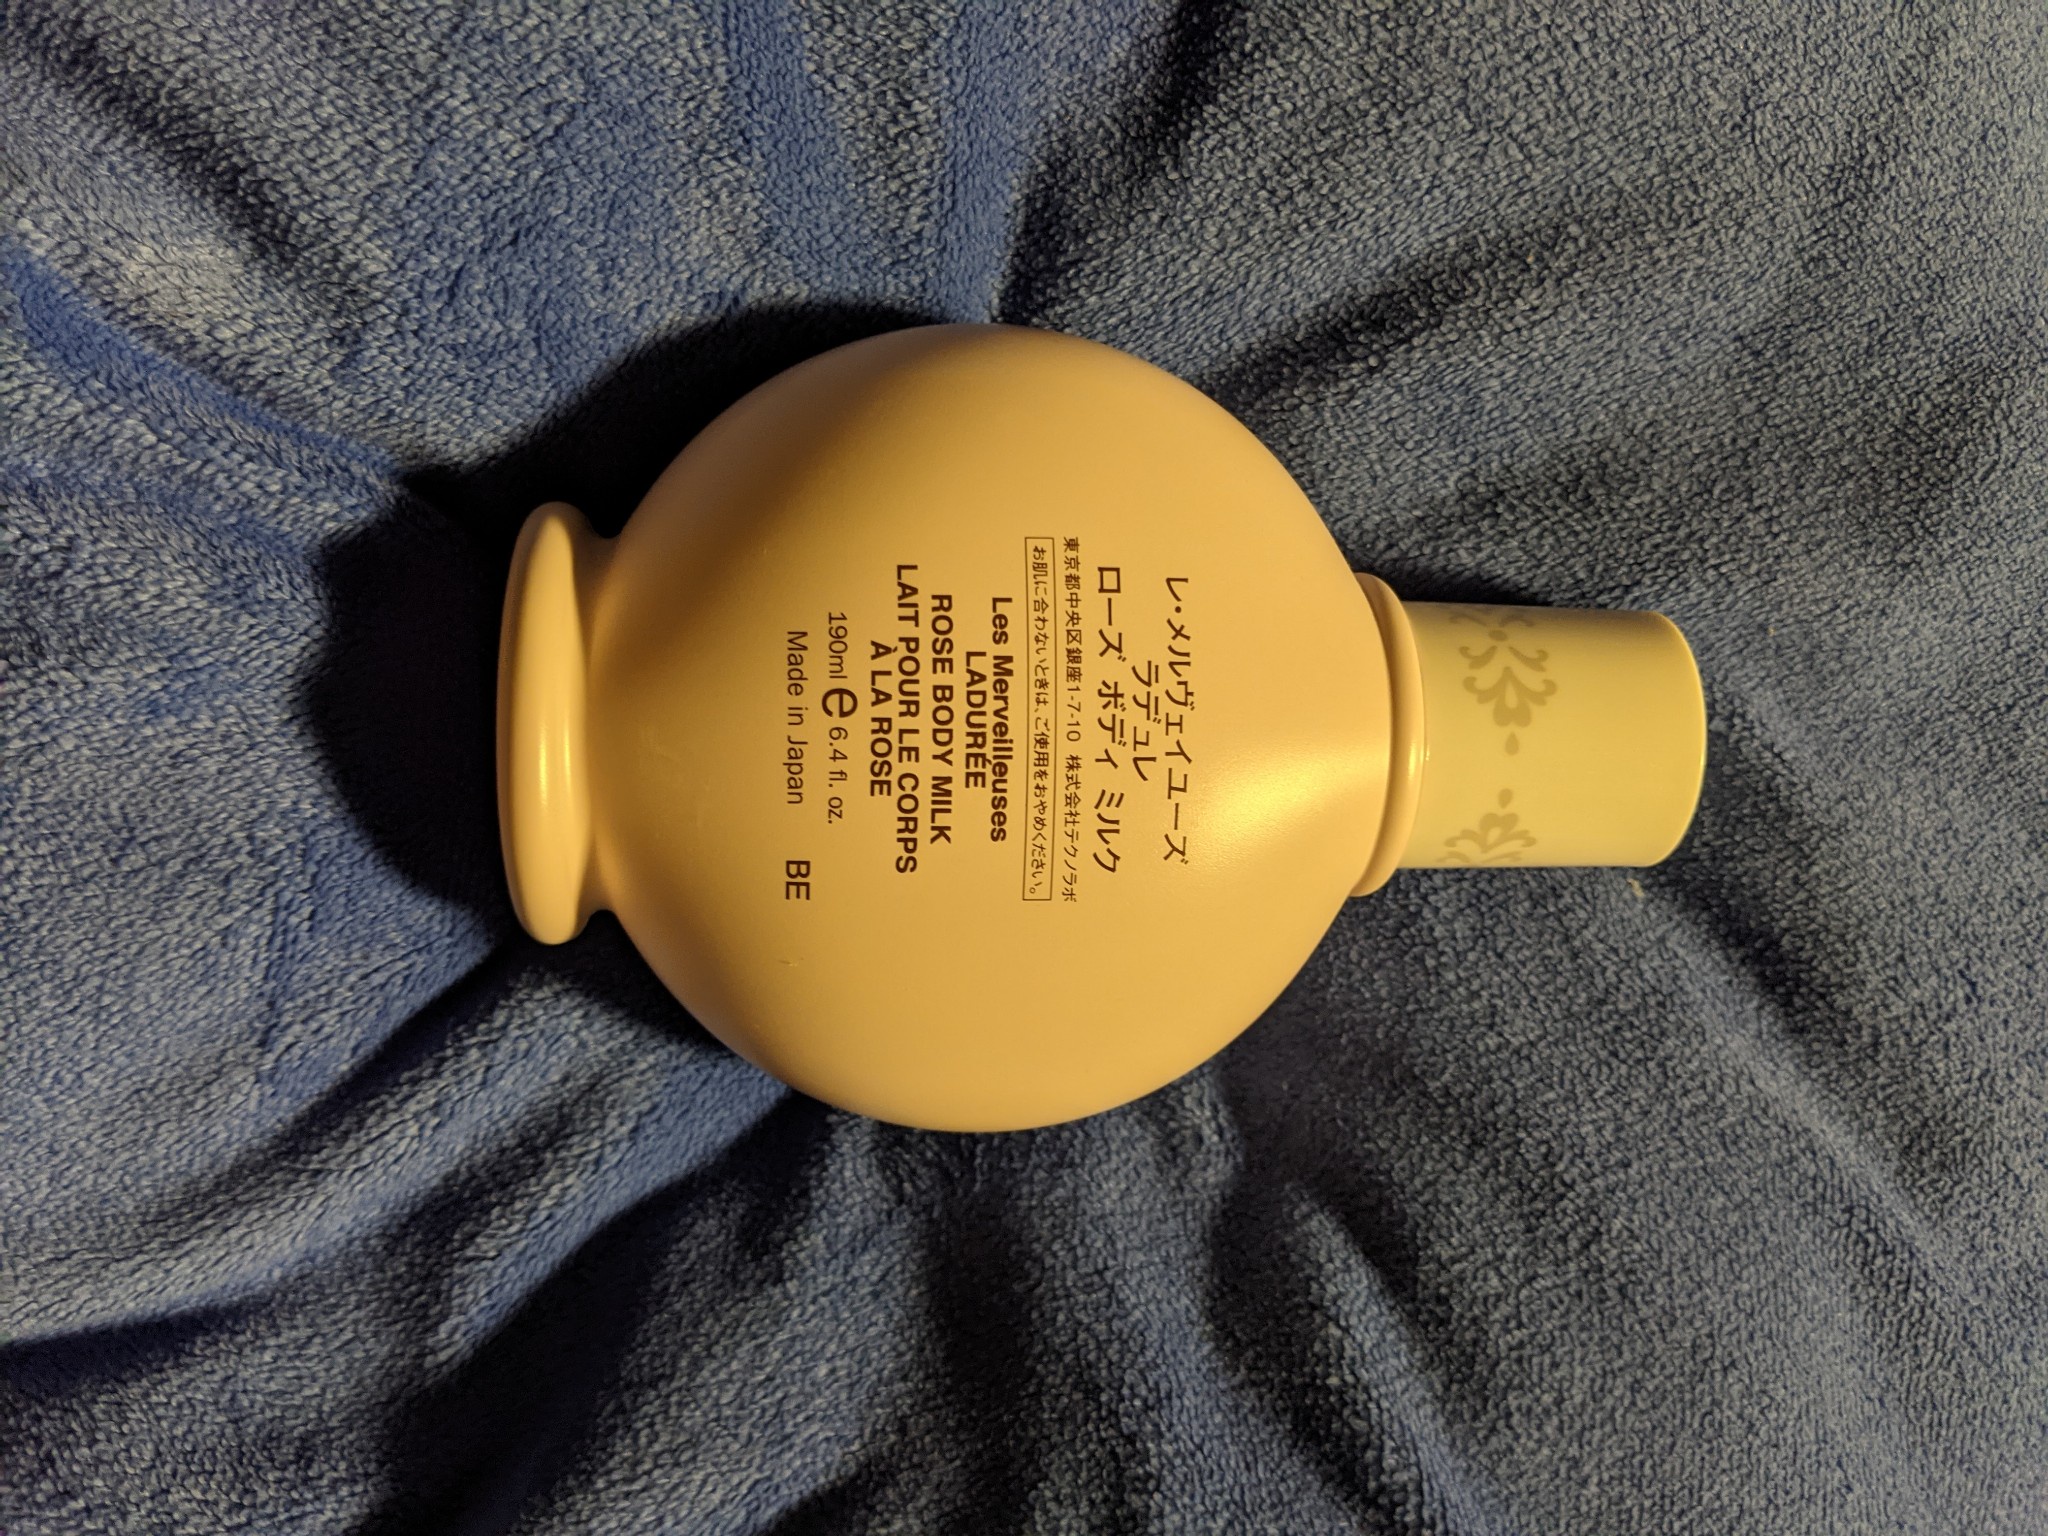 レ・メルヴェイユーズ
ラデュレ
ローズ ボディ ミルク
東京都中央区銀座1-7-10 株式会社テクノラボ
お肌に合わないときは、ご使用をおやめください。
Les Merveilleuses
LADURÉE
ROSE BODY MILK
LAIT POUR LE CORPS
À LA ROSE
190ml e 6.4 fl. oz.
Made in Japan BE